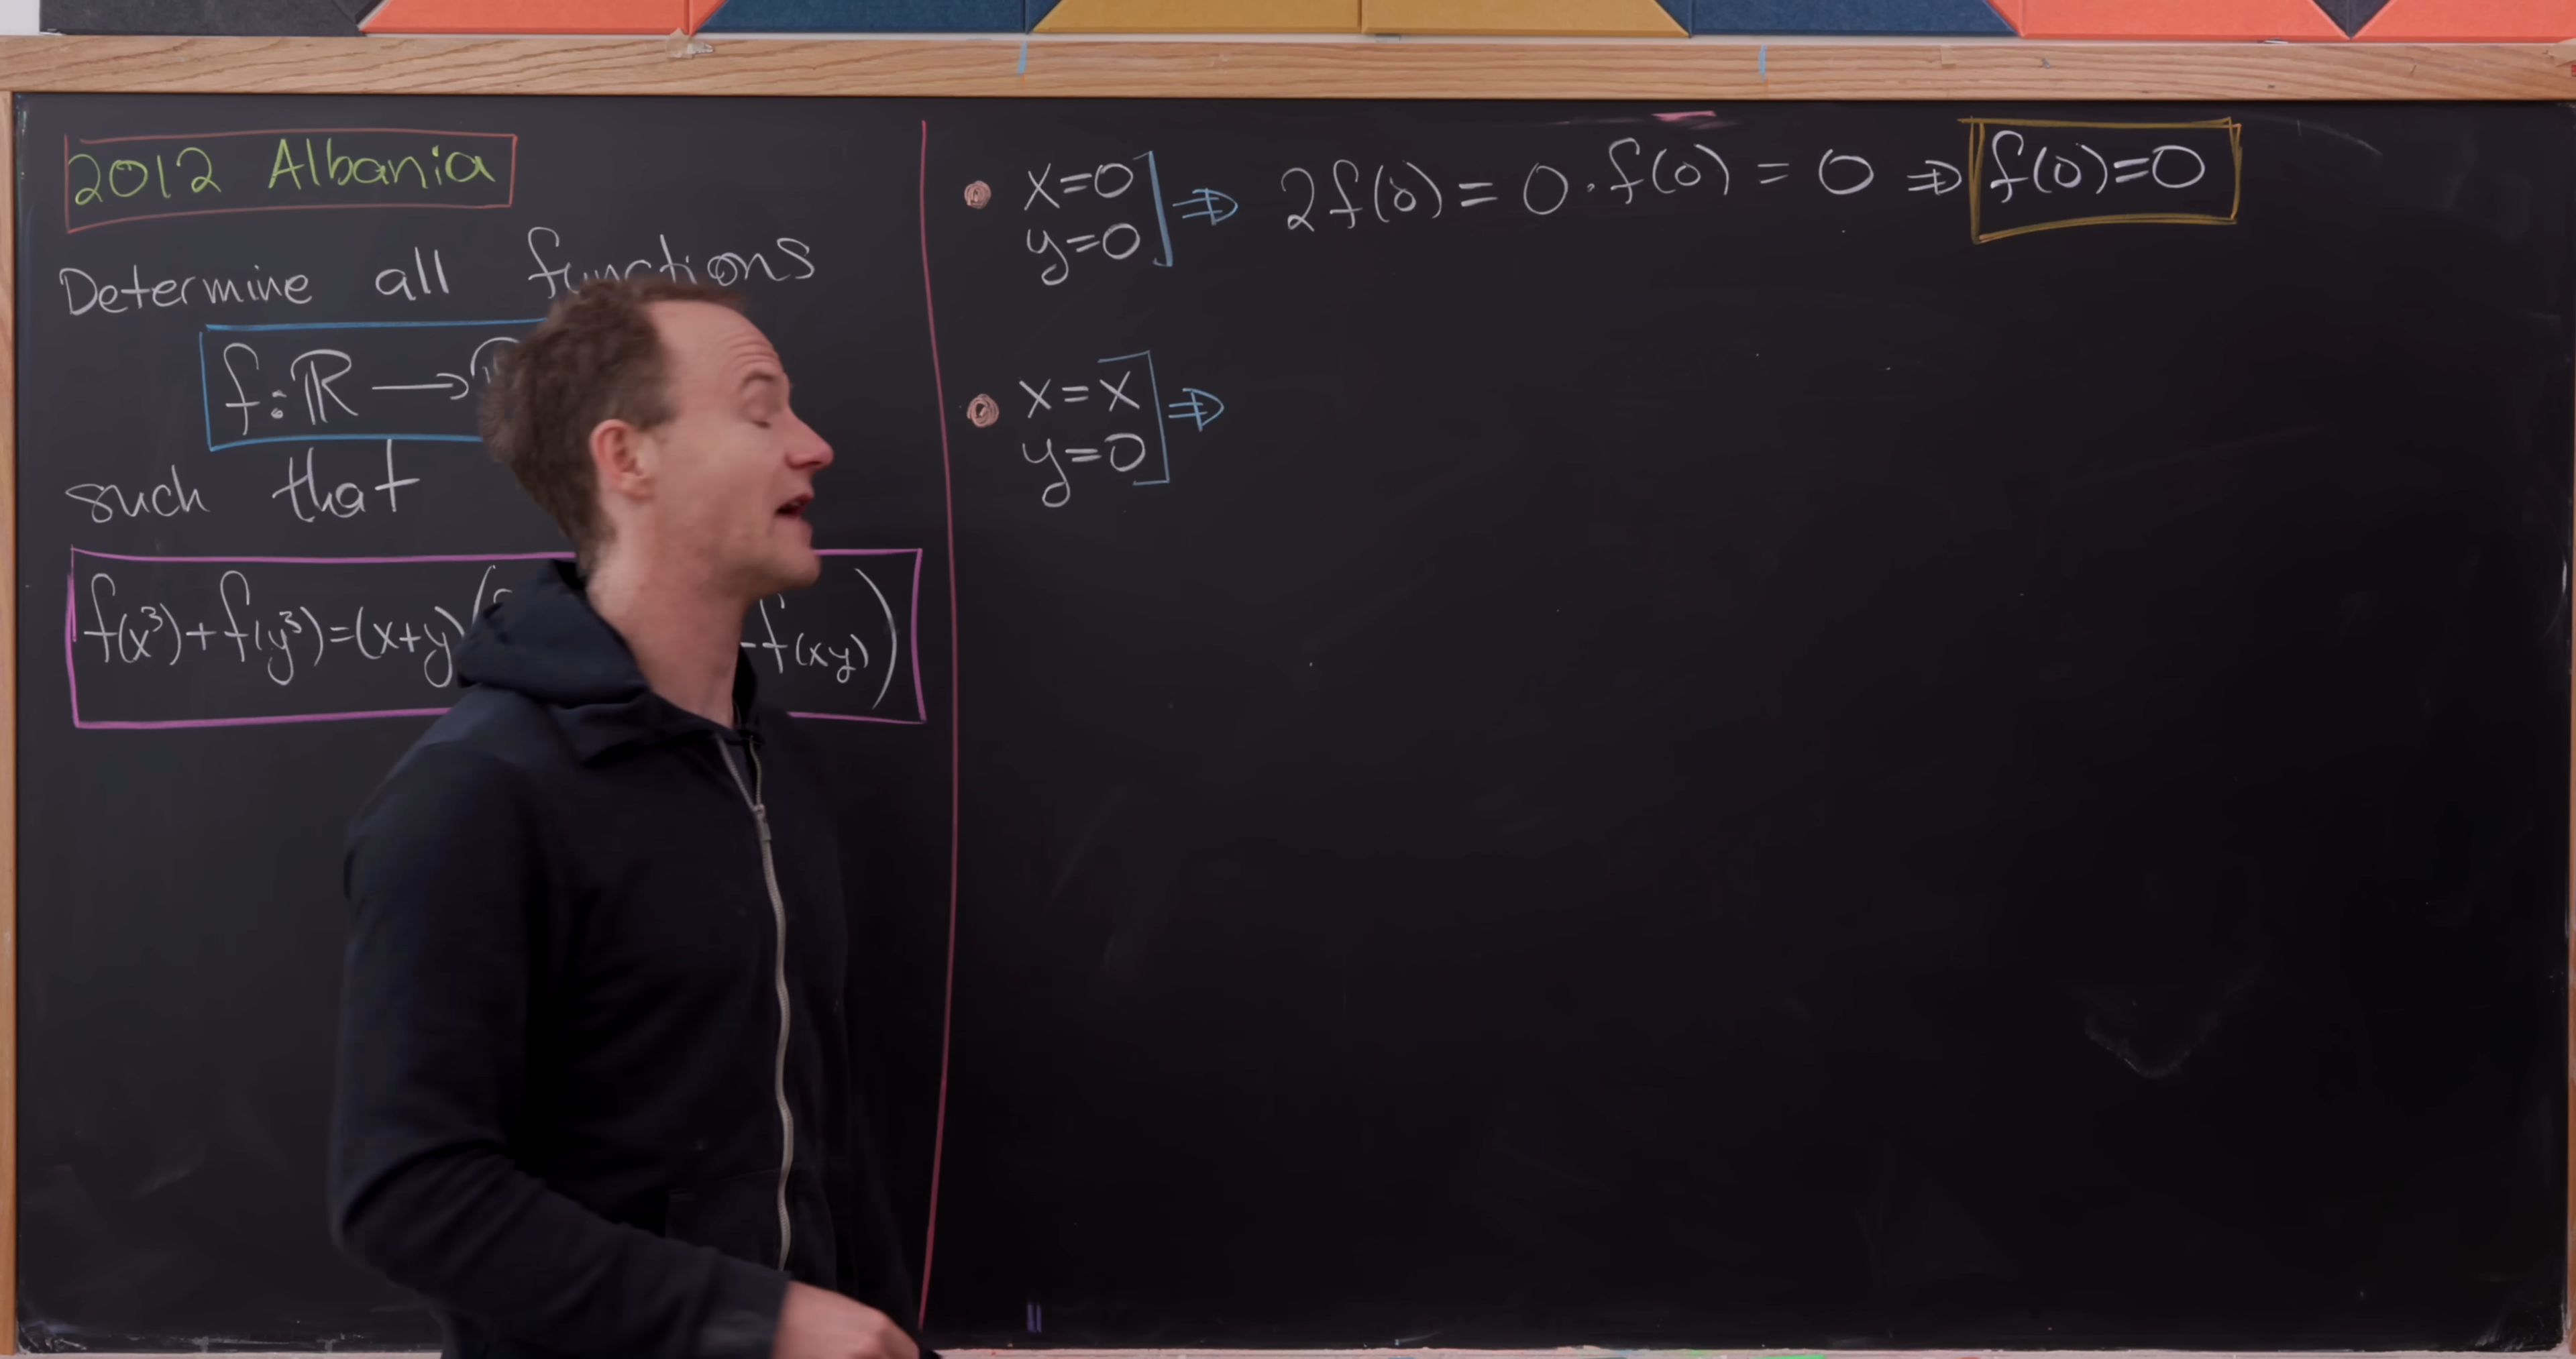 2012 Albania
Determine all functions
f:ℝ→
such that
f(x³)+f(y³)=(x+y)( -f(xy))
x=0
y=0 ⇒ 2f(0)=0·f(0)=0 ⇒ f(0)=0
x=x
y=0 ⇒